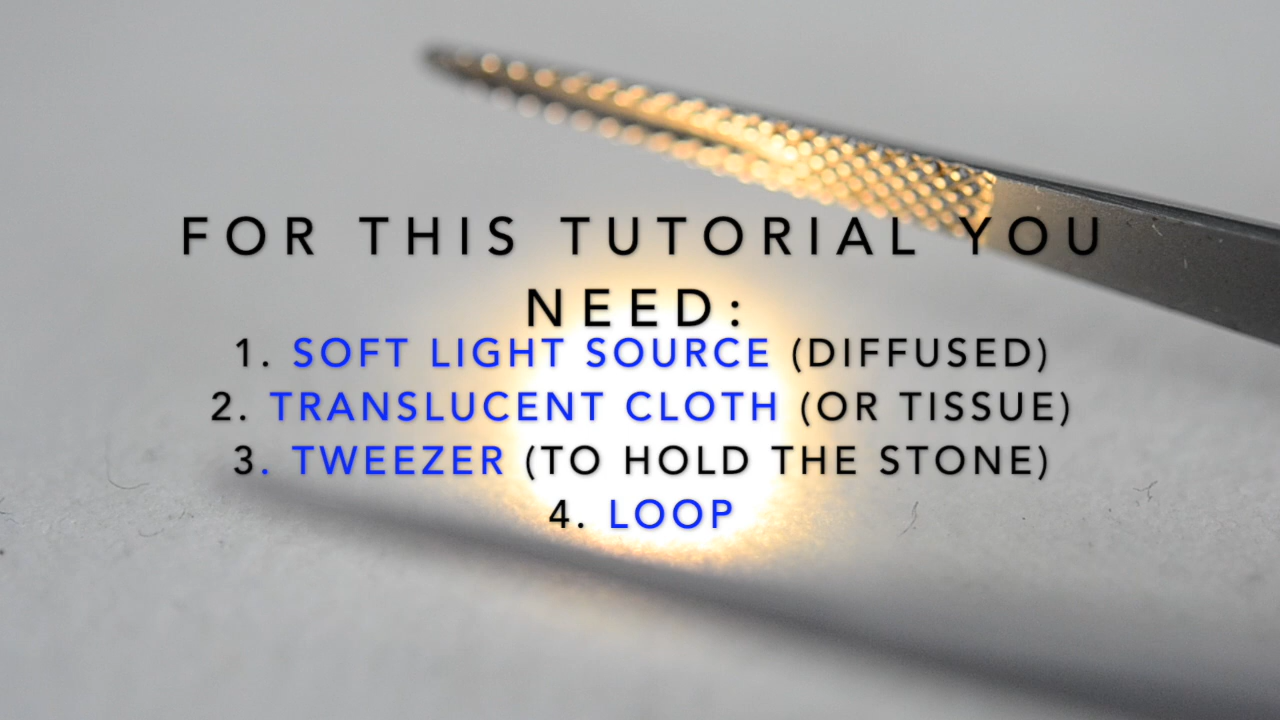 FOR THIS TUTORIAL YOU
NEED:
1. SOFT LIGHT SOURCE (DIFFUSED)
2. TRANSLUCENT CLOTH (OR TISSUE)
3. TWEEZER (TO HOLD THE STONE)
4. LOOP